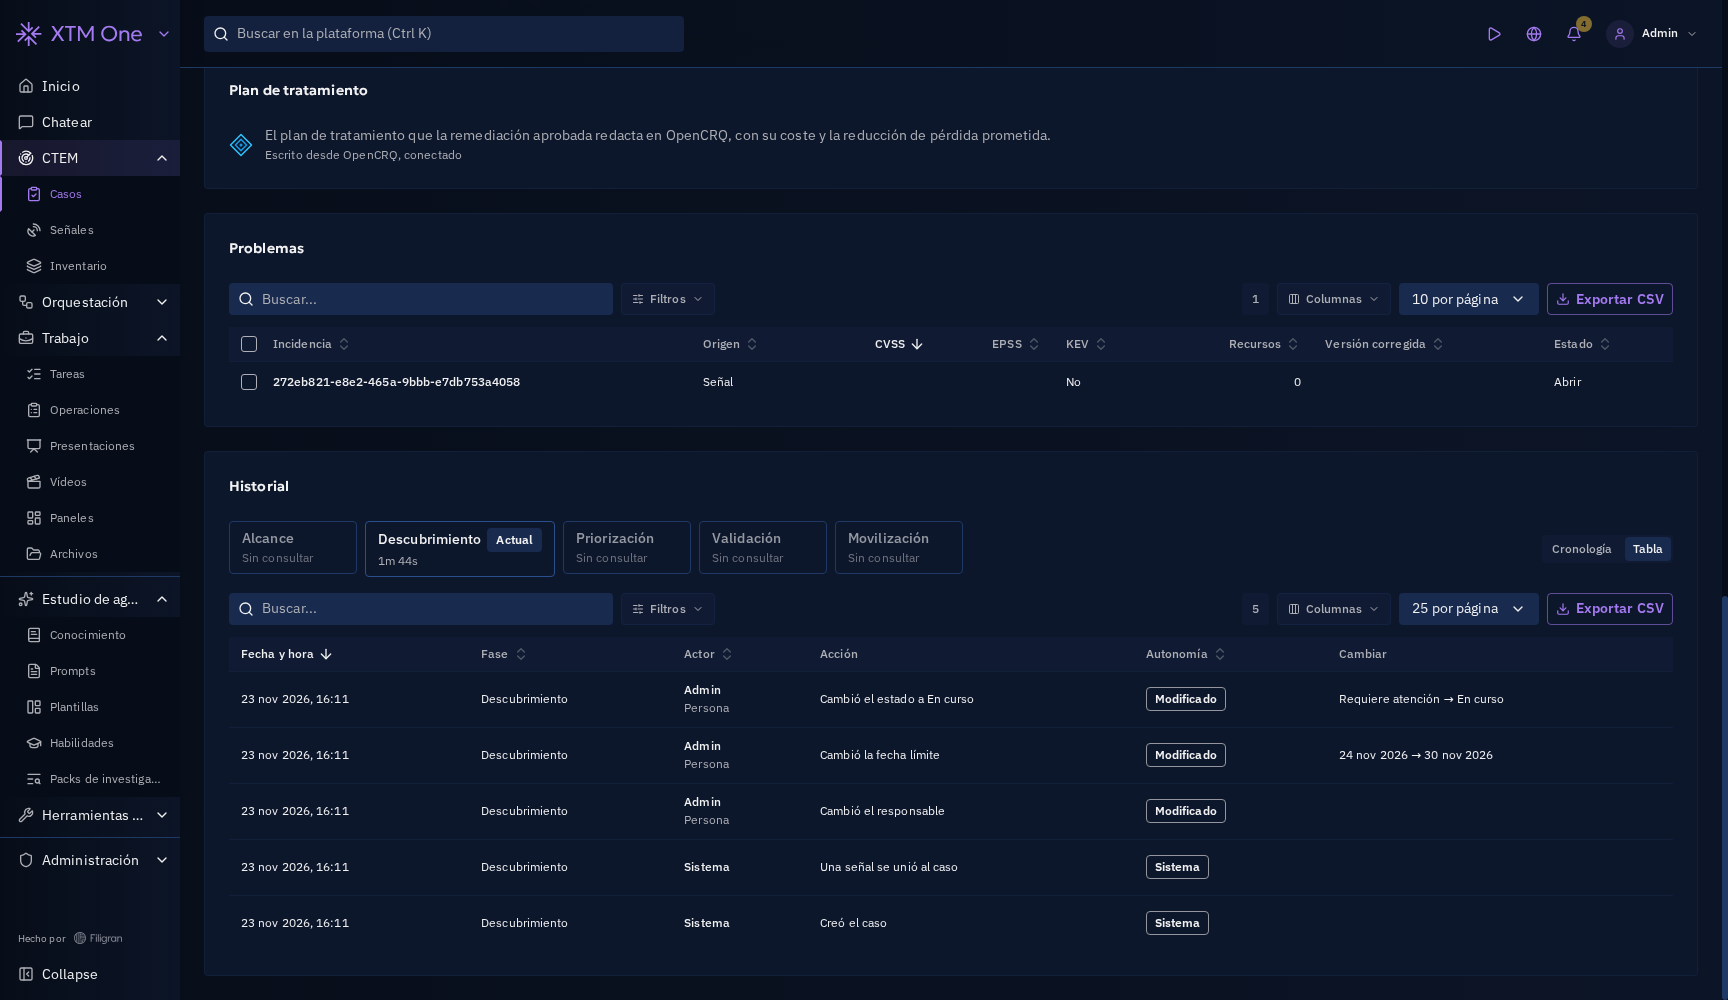 XTM One
Buscar en la plataforma (Ctrl K)
4
Admin
Inicio
Chatear
CTEM
Casos
Señales
Inventario
Orquestación
Trabajo
Tareas
Operaciones
Presentaciones
Vídeos
Paneles
Archivos
Estudio de ag...
Conocimiento
Prompts
Plantillas
Habilidades
Packs de investiga...
Herramientas ...
Administración
Hecho por Filigran
Collapse
Plan de tratamiento
El plan de tratamiento que la remediación aprobada redacta en OpenCRQ, con su coste y la reducción de pérdida prometida.
Escrito desde OpenCRQ, conectado
Problemas
Buscar... Filtros 1 Columnas 10 por página Exportar CSV
Incidencia Origen CVSS EPSS KEV Recursos Versión corregida Estado
272eb821-e8e2-465a-9bbb-e7db753a4058 Señal No 0 Abrir
Historial
Alcance Descubrimiento Actual Priorización Validación Movilización
Sin consultar 1m 44s Sin consultar Sin consultar Sin consultar
Cronología Tabla
Buscar... Filtros 5 Columnas 25 por página Exportar CSV
Fecha y hora Fase Actor Acción Autonomía Cambiar
23 nov 2026, 16:11 Descubrimiento Admin Persona Cambió el estado a En curso Modificado Requiere atención → En curso
23 nov 2026, 16:11 Descubrimiento Admin Persona Cambió la fecha límite Modificado 24 nov 2026 → 30 nov 2026
23 nov 2026, 16:11 Descubrimiento Admin Persona Cambió el responsable Modificado
23 nov 2026, 16:11 Descubrimiento Sistema Una señal se unió al caso Sistema
23 nov 2026, 16:11 Descubrimiento Sistema Creó el caso Sistema